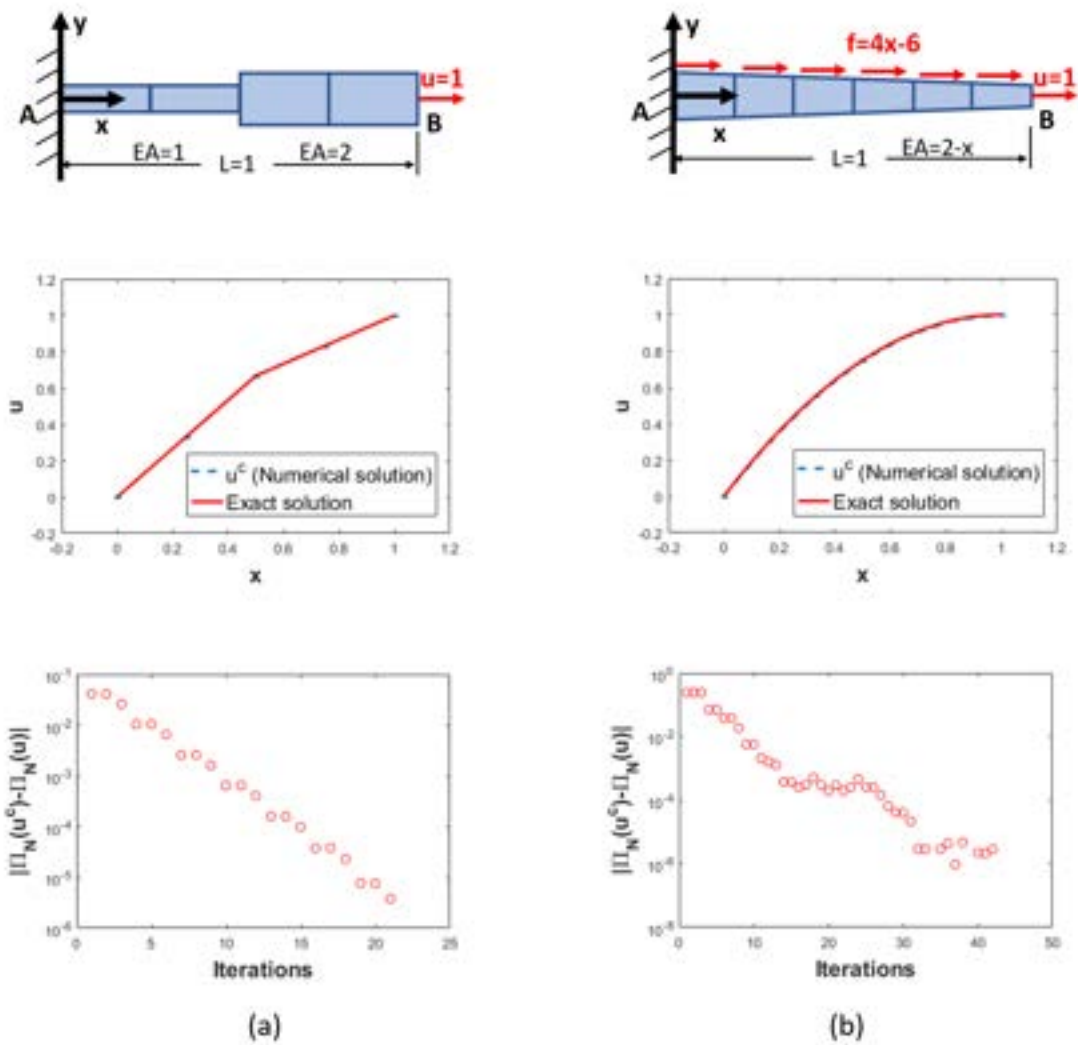 y
A
x
EA=1
L=1
EA=2
u=1
B
y
f=4x-6
u=1
A
x
L=1
EA=2-x
B
u
1.2
1
0.8
0.6
0.4
0.2
0
-0.2
-0.2 0 0.2 0.4 0.6 0.8 1 1.2
x
u^c (Numerical solution)
Exact solution
u
1.2
1
0.8
0.6
0.4
0.2
0
-0.2
-0.2 0 0.2 0.4 0.6 0.8 1 1.2
x
u^c (Numerical solution)
Exact solution
|Π_N(u^c)-Π_N(u)|
10^-1
10^-2
10^-3
10^-4
10^-5
10^-6
0 5 10 15 20 25
Iterations
|Π_N(u^c)-Π_N(u)|
10^0
10^-2
10^-4
10^-6
10^-8
0 10 20 30 40 50
Iterations
(a)
(b)